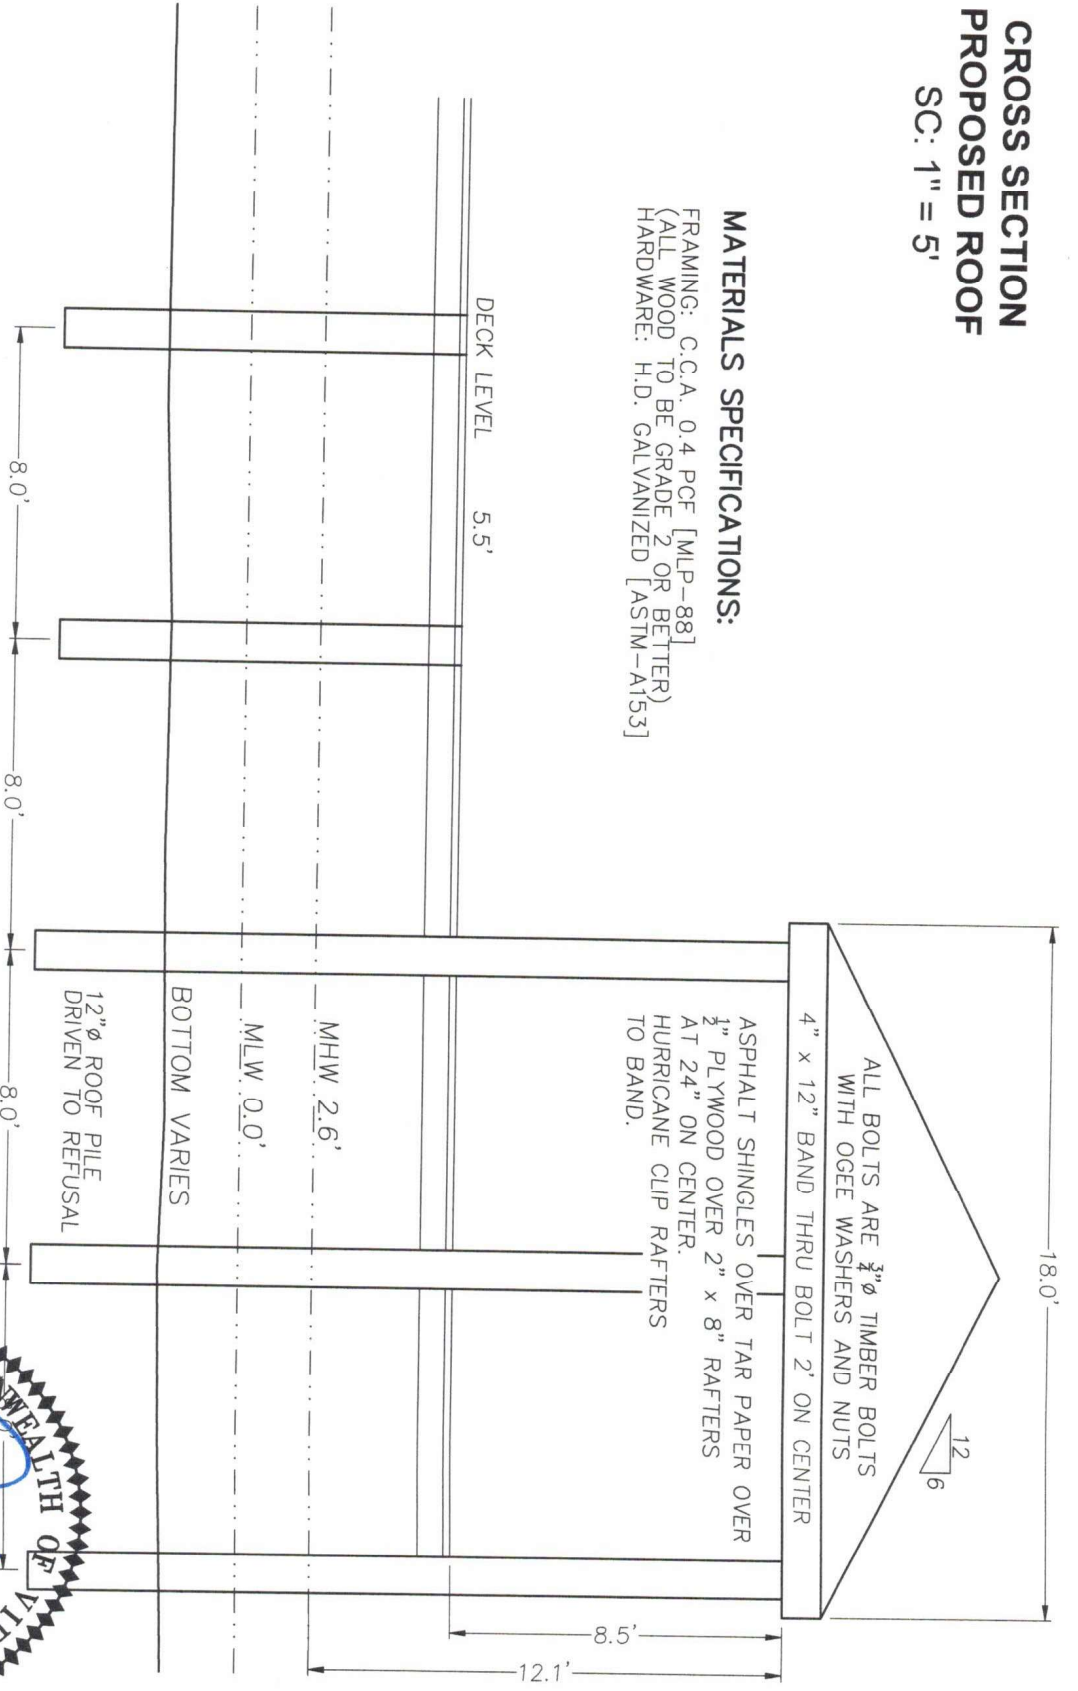 CROSS SECTION
PROPOSED ROOF
SC: 1" = 5'
MATERIALS SPECIFICATIONS:
FRAMING: C.C.A. 0.4 PCF [MLP-88]
(ALL WOOD TO BE GRADE 2 OR BETTER)
HARDWARE: H.D. GALVANIZED [ASTM-A153]
18.0'
12
6
ALL BOLTS ARE 3/4"ø TIMBER BOLTS
WITH OGEE WASHERS AND NUTS
4" x 12" BAND THRU BOLT 2' ON CENTER
ASPHALT SHINGLES OVER TAR PAPER OVER
1/2" PLYWOOD OVER 2" x 8" RAFTERS
AT 24" ON CENTER.
HURRICANE CLIP RAFTERS
TO BAND.
8.5'
12.1'
DECK LEVEL 5.5'
MHW 2.6'
MLW 0.0'
BOTTOM VARIES
12"ø ROOF PILE
DRIVEN TO REFUSAL
8.0'
8.0'
8.0'
WEALTH OF